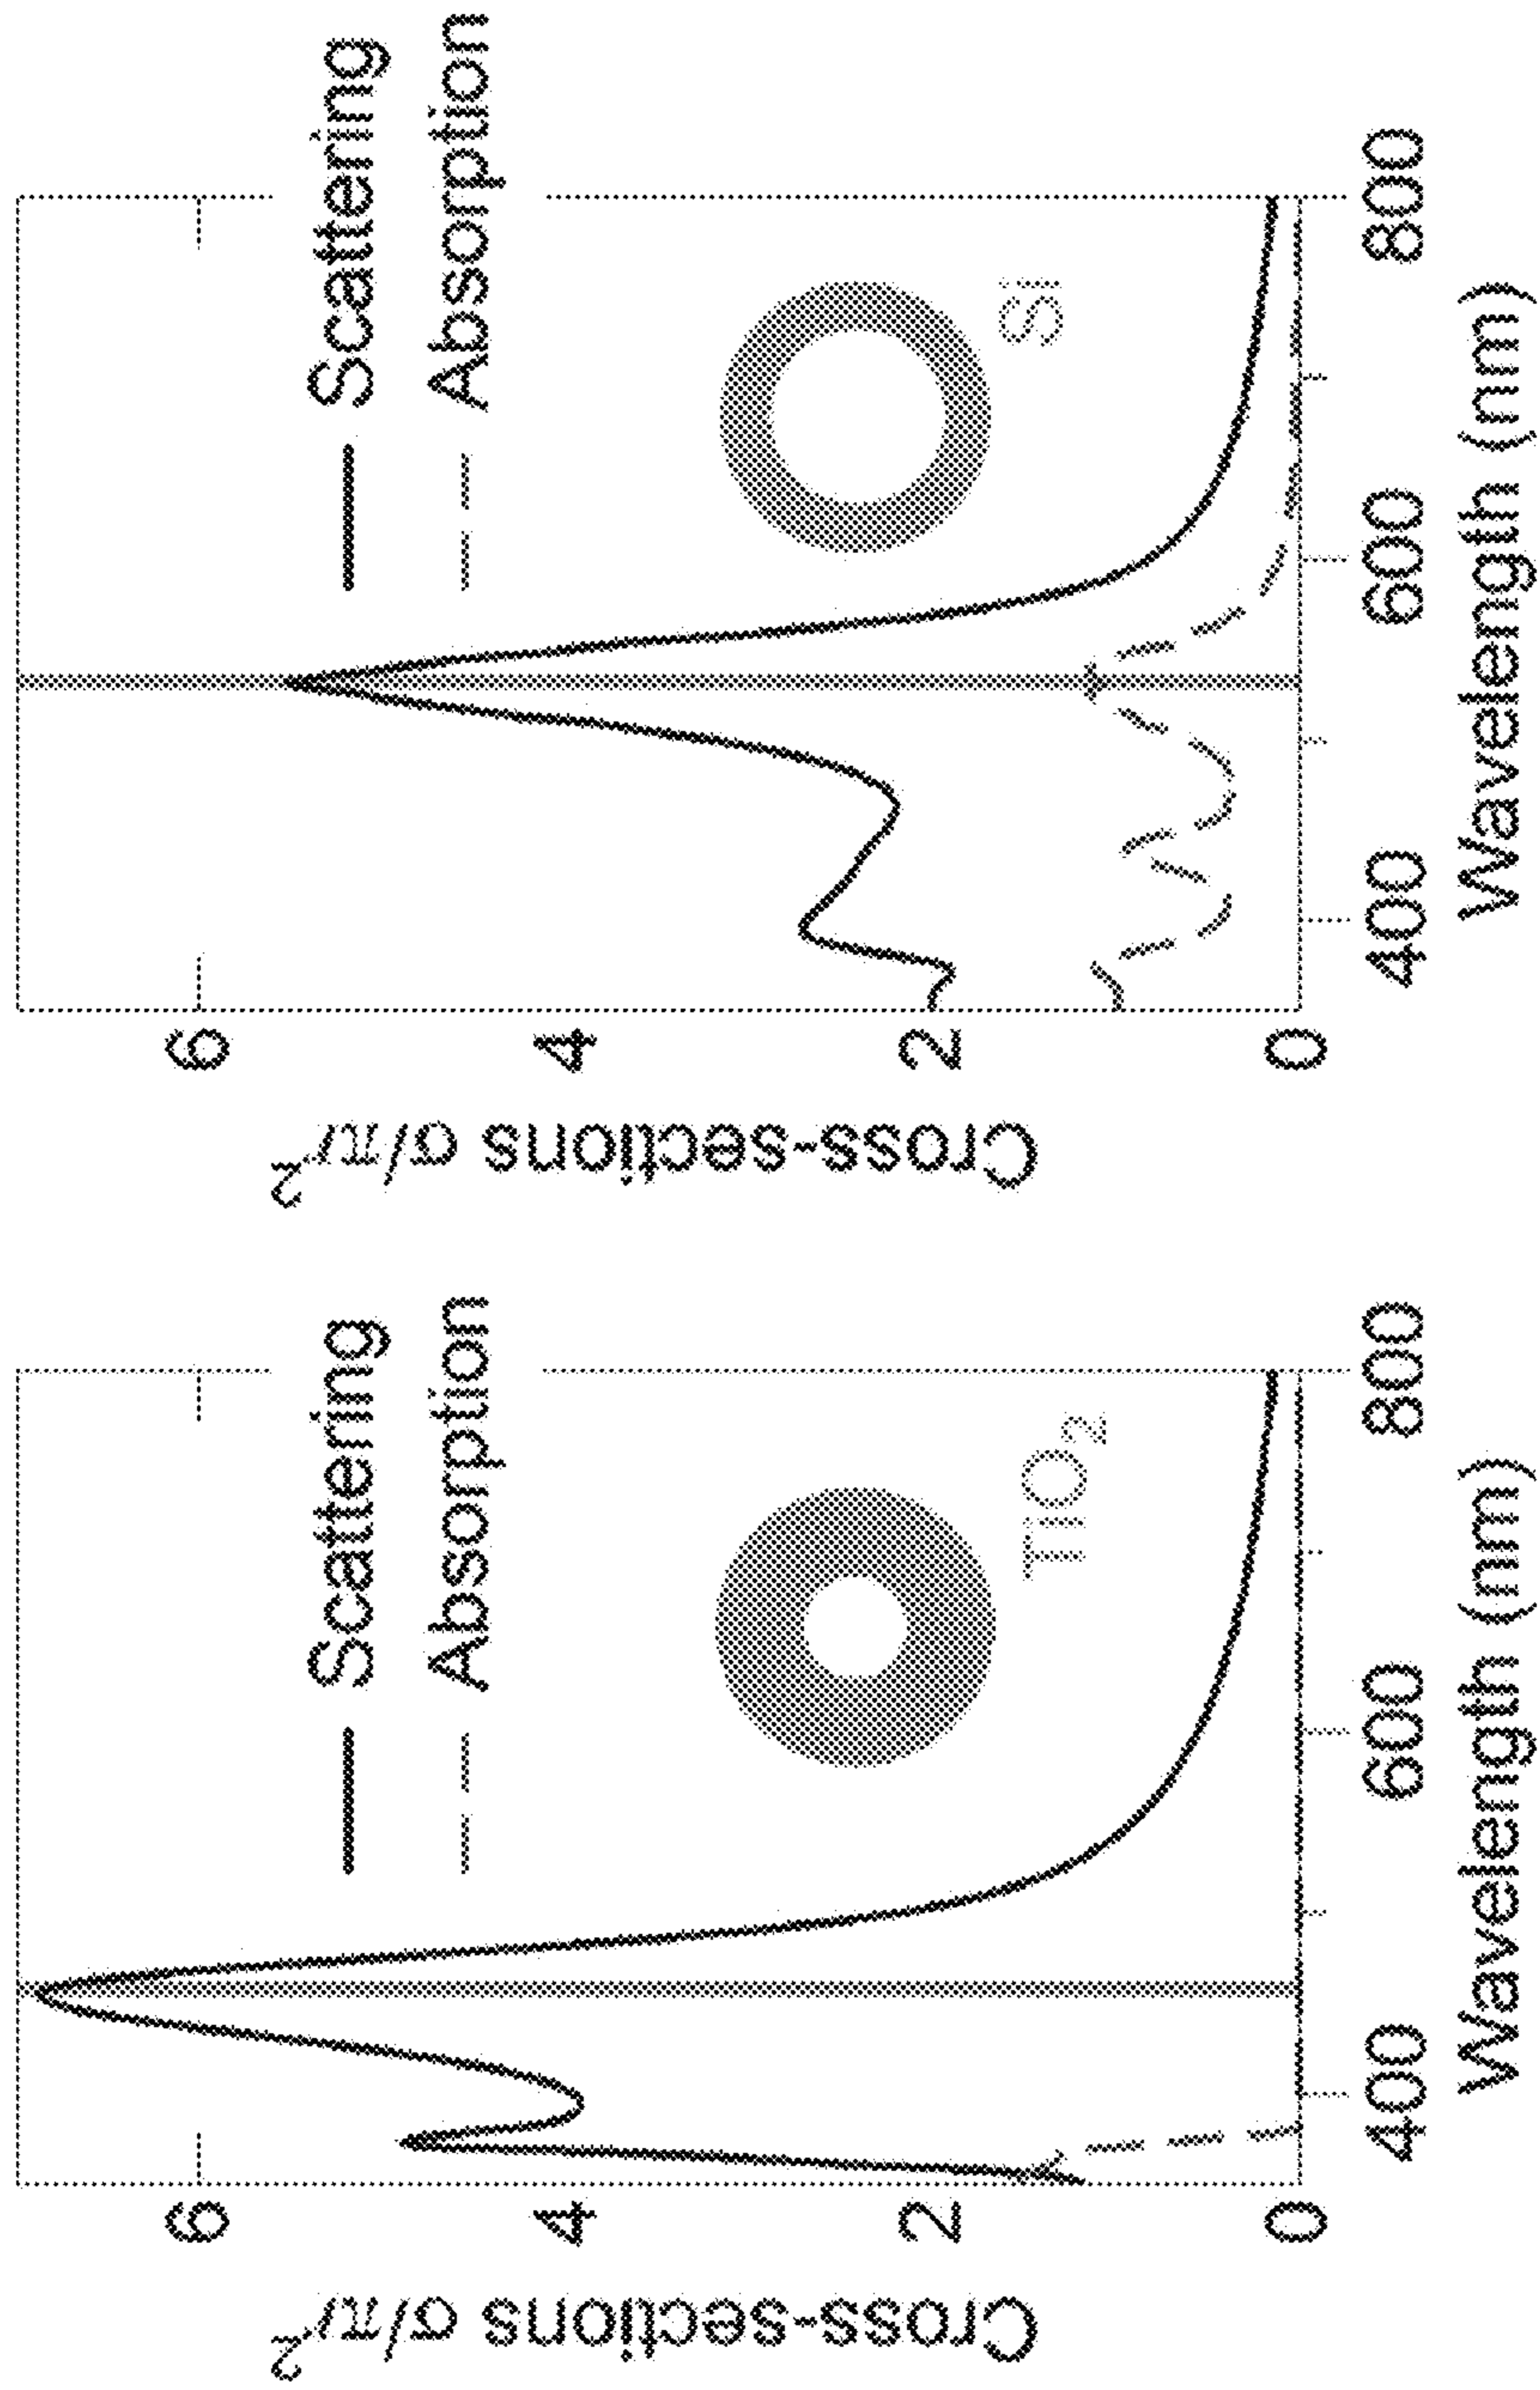 Cross-sections σ/πr²
6
4
2
0
Scattering
Absorption
TiO₂
400
600
800
Wavelength (nm)
Cross-sections σ/πr²
6
4
2
0
Scattering
Absorption
Si
400
600
800
Wavelength (nm)